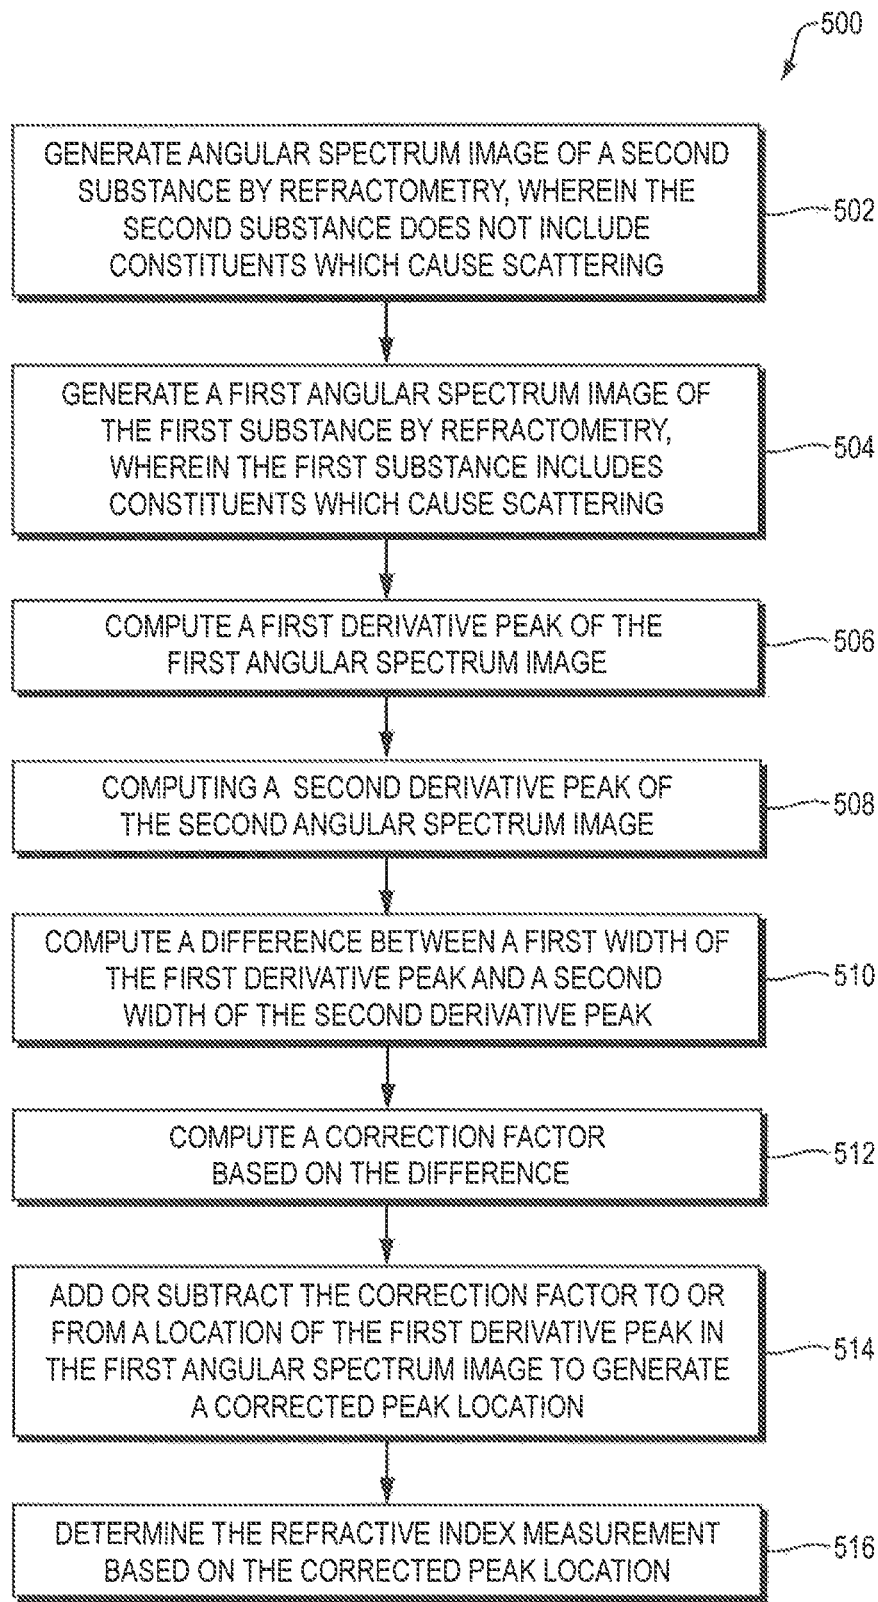 500
GENERATE ANGULAR SPECTRUM IMAGE OF A SECOND
SUBSTANCE BY REFRACTOMETRY, WHEREIN THE
SECOND SUBSTANCE DOES NOT INCLUDE
CONSTITUENTS WHICH CAUSE SCATTERING
502
GENERATE A FIRST ANGULAR SPECTRUM IMAGE OF
THE FIRST SUBSTANCE BY REFRACTOMETRY,
WHEREIN THE FIRST SUBSTANCE INCLUDES
CONSTITUENTS WHICH CAUSE SCATTERING
504
COMPUTE A FIRST DERIVATIVE PEAK OF THE
FIRST ANGULAR SPECTRUM IMAGE
506
COMPUTING A SECOND DERIVATIVE PEAK OF
THE SECOND ANGULAR SPECTRUM IMAGE
508
COMPUTE A DIFFERENCE BETWEEN A FIRST WIDTH OF
THE FIRST DERIVATIVE PEAK AND A SECOND
WIDTH OF THE SECOND DERIVATIVE PEAK
510
COMPUTE A CORRECTION FACTOR
BASED ON THE DIFFERENCE
512
ADD OR SUBTRACT THE CORRECTION FACTOR TO OR
FROM A LOCATION OF THE FIRST DERIVATIVE PEAK IN
THE FIRST ANGULAR SPECTRUM IMAGE TO GENERATE
A CORRECTED PEAK LOCATION
514
DETERMINE THE REFRACTIVE INDEX MEASUREMENT
BASED ON THE CORRECTED PEAK LOCATION
516